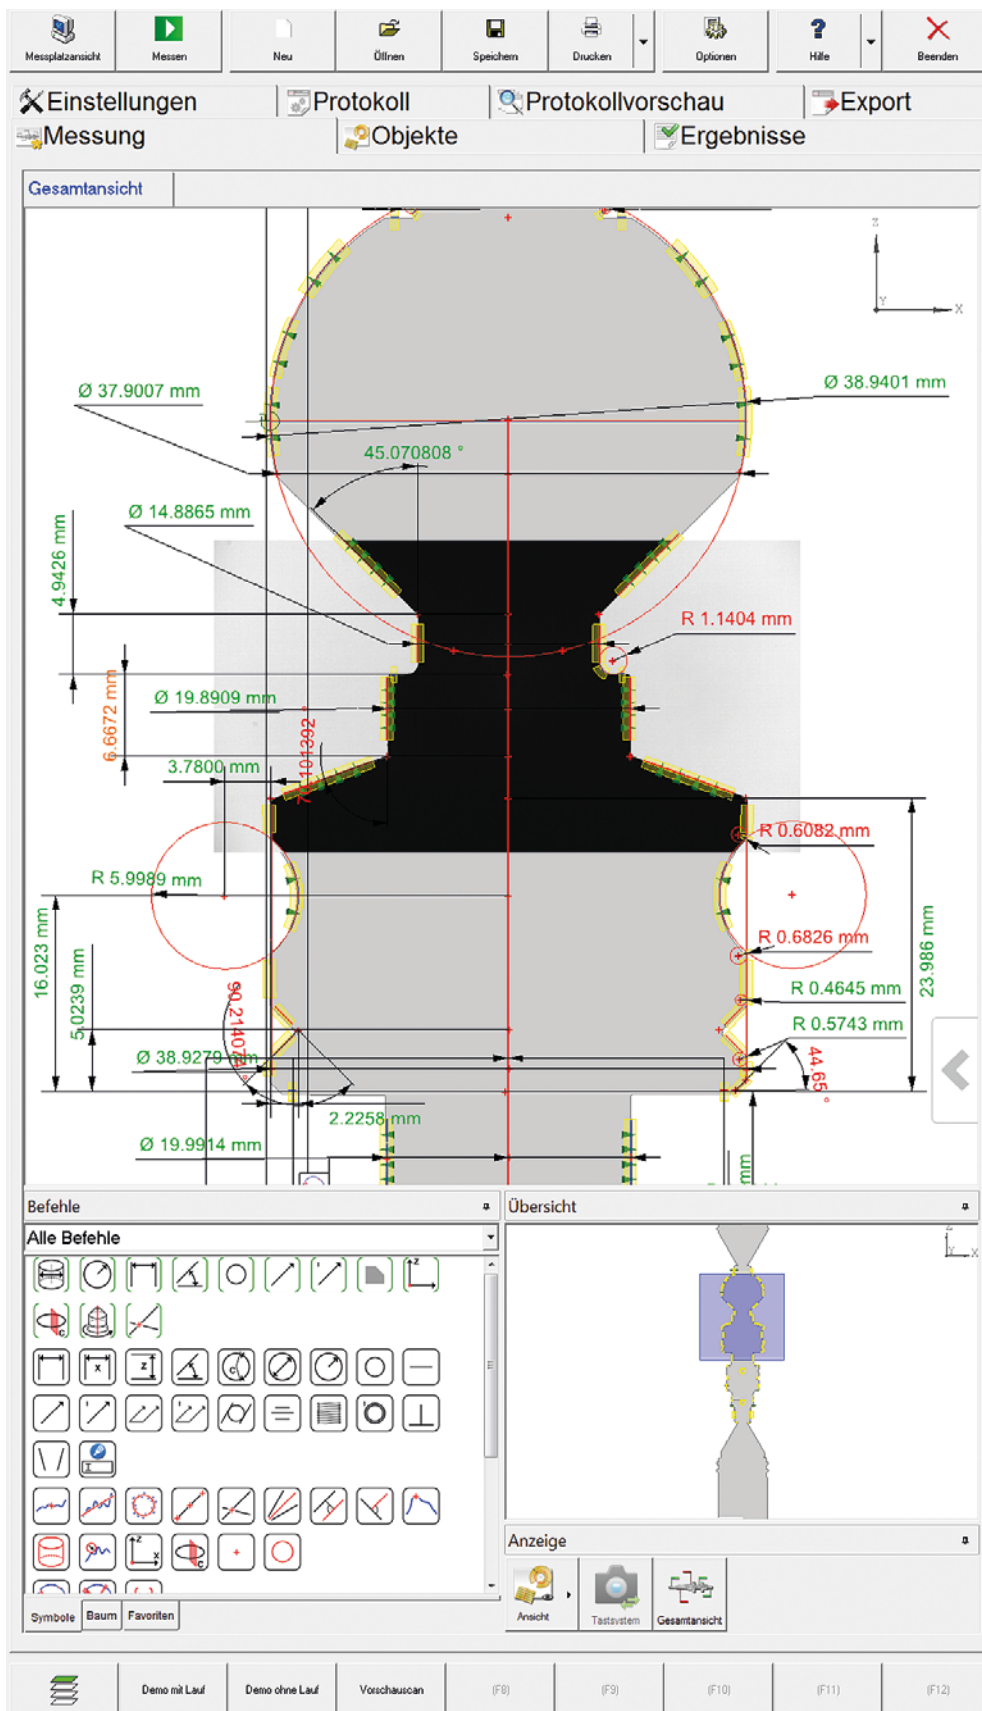 Messplatzansicht
Messen
Neu
Öffnen
Speichern
Drucken
Optionen
Hilfe
Beenden
Einstellungen
Protokoll
Protokollvorschau
Export
Messung
Objekte
Ergebnisse
Gesamtansicht
Z
Y
X
Ø 37.9007 mm
Ø 38.9401 mm
45.070808 °
Ø 14.8865 mm
4.9426 mm
R 1.1404 mm
6.6672 mm
Ø 19.8909 mm
3.7800 mm
R 0.6082 mm
R 5.9989 mm
16.023 mm
5.0239 mm
R 0.6826 mm
23.986 mm
R 0.4645 mm
R 0.5743 mm
Ø 38.9279 mm
44.65 °
2.2258 mm
Ø 19.9914 mm
mm
Befehle
Übersicht
Alle Befehle
Z
X
Anzeige
Ansicht
Tastsystem
Gesamtansicht
Symbole
Baum
Favoriten
Demo mit Lauf
Demo ohne Lauf
Vorschauscan
(F8)
(F9)
(F10)
(F11)
(F12)